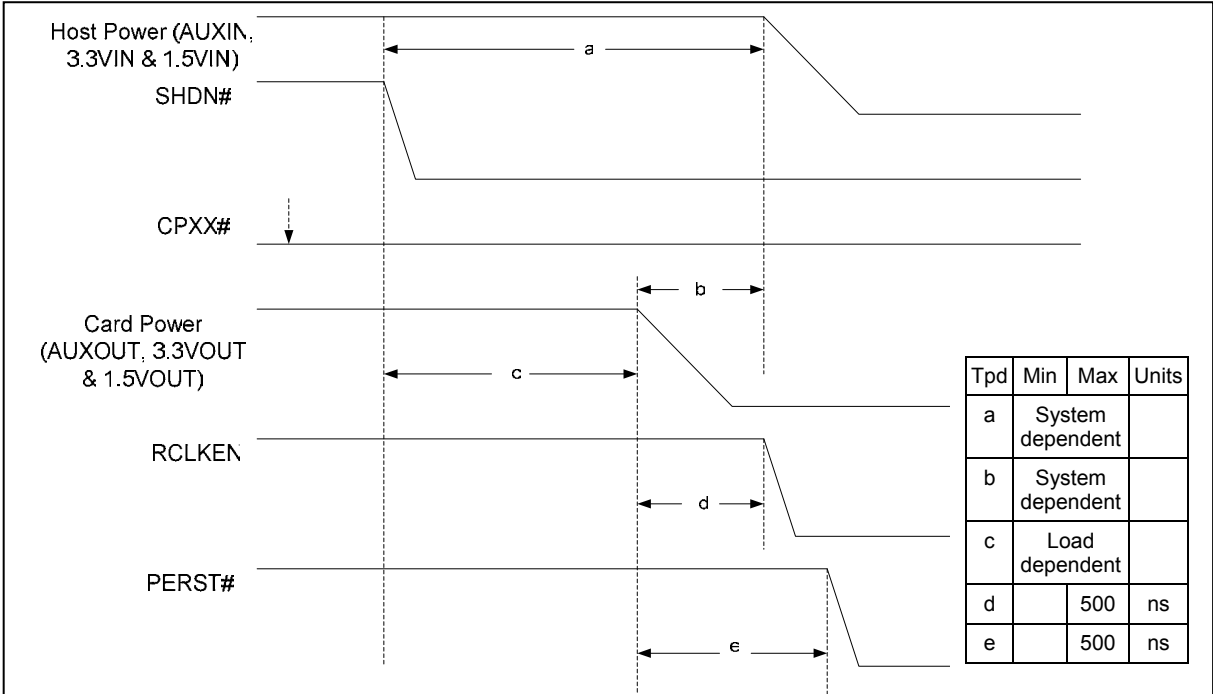 Host Power (AUXIN,
3.3VIN & 1.5VIN)
a
SHDN#
CPXX#
b
Card Power
(AUXOUT, 3.3VOUT
& 1.5VOUT)
c
RCLKEN
d
PERST#
e
Tpd Min Max Units
a System
dependent
b System
dependent
c Load
dependent
d 500 ns
e 500 ns